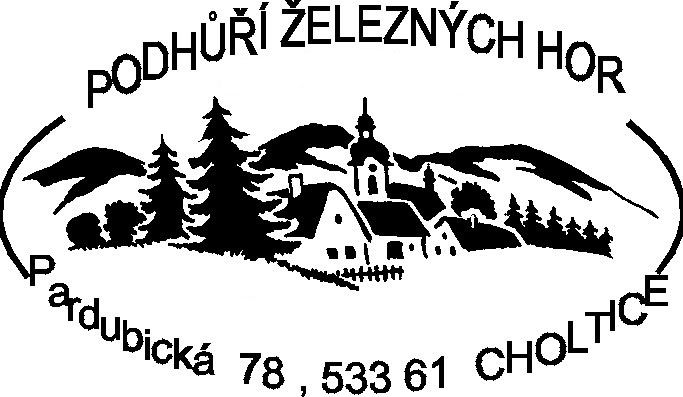 PODHŮŘÍ ŽELEZNÝCH HOR
Pardubická 78 , 533 61 CHOLTICE